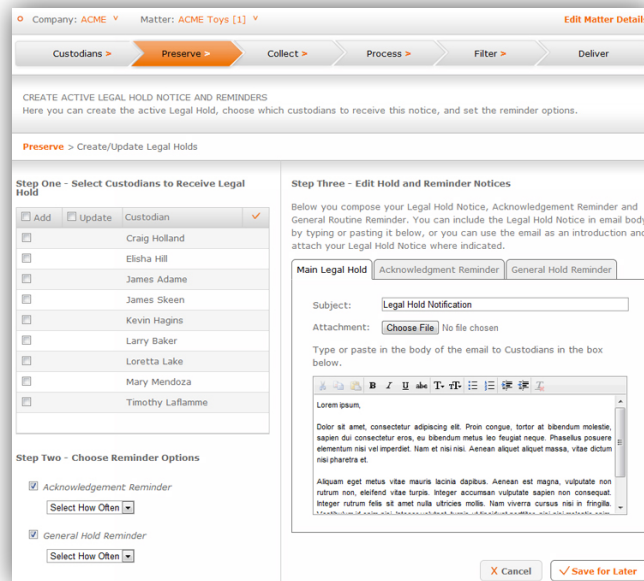 Company: ACME Matter: ACME Toys [1] Edit Matter Detail
Custodians > Preserve > Collect > Process > Filter > Deliver
CREATE ACTIVE LEGAL HOLD NOTICE AND REMINDERS
Here you can create the active Legal Hold, choose which custodians to receive this notice, and set the reminder options.
Preserve > Create/Update Legal Holds
Step One - Select Custodians to Receive Legal
Hold
Add Update Custodian
Craig Holland
Elisha Hill
James Adame
James Skeen
Kevin Hagins
Larry Baker
Loretta Lake
Mary Mendoza
Timothy Laflamme
Step Two - Choose Reminder Options
Acknowledgement Reminder
Select How Often
General Hold Reminder
Select How Often
Step Three - Edit Hold and Reminder Notices
Below you compose your Legal Hold Notice, Acknowledgement Reminder and
General Routine Reminder. You can include the Legal Hold Notice in email body
by typing or pasting it below, or you can use the email as an introduction and
attach your Legal Hold Notice where indicated.
Main Legal Hold Acknowledgment Reminder General Hold Reminder
Subject: Legal Hold Notification
Attachment: Choose File No file chosen
Type or paste in the body of the email to Custodians in the box
below.
B I U abc T T
Lorem ipsum,
Dolor sit amet, consectetur adipiscing elit. Proin congue, tortor at bibendum molestie,
sapien dui consectetur eros, eu bibendum metus leo feugiat neque. Phasellus posuere
elementum nisi vel imperdiet. Nam et nisi nisi. Aenean aliquet aliquet massa, vitae dictum
nisi pharetra et.
Aliquam eget metus vitae mauris lacinia dapibus. Aenean est magna, vulputate non
rutrum non, eleifend vitae turpis. Integer accumsan vulputate sapien non consequat.
Integer rutrum felis sit amet nulla ultricies mollis. Nam viverra cursus nisi in fringilla.
X Cancel Save for Later